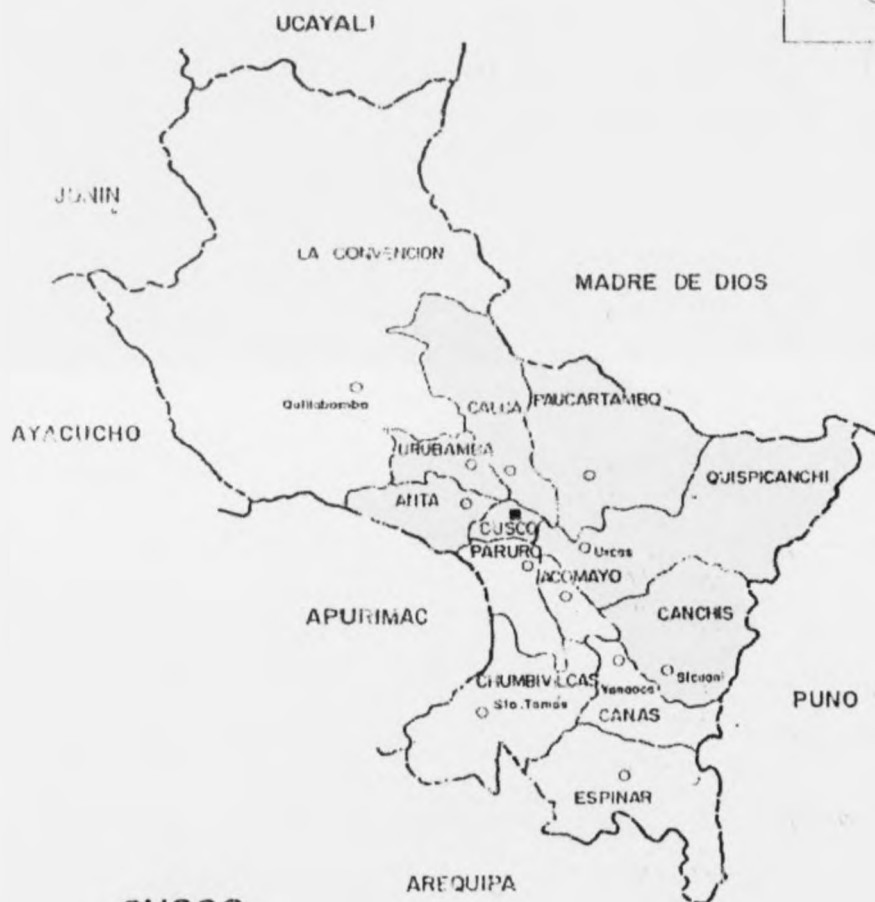 UCAYALI
JUNIN
LA CONVENCION
MADRE DE DIOS
Quillabamba
CALCA
PAUCARTAMBO
AYACUCHO
URUBAMBA
QUISPICANCHI
ANTA
CUSCO
PARURO
Urcos
ACOMAYO
APURIMAC
CANCHIS
CHUMBIVILCAS
Yanaoca
Sicuani
Sto. Tomas
CANAS
PUNO
ESPINAR
AREQUIPA